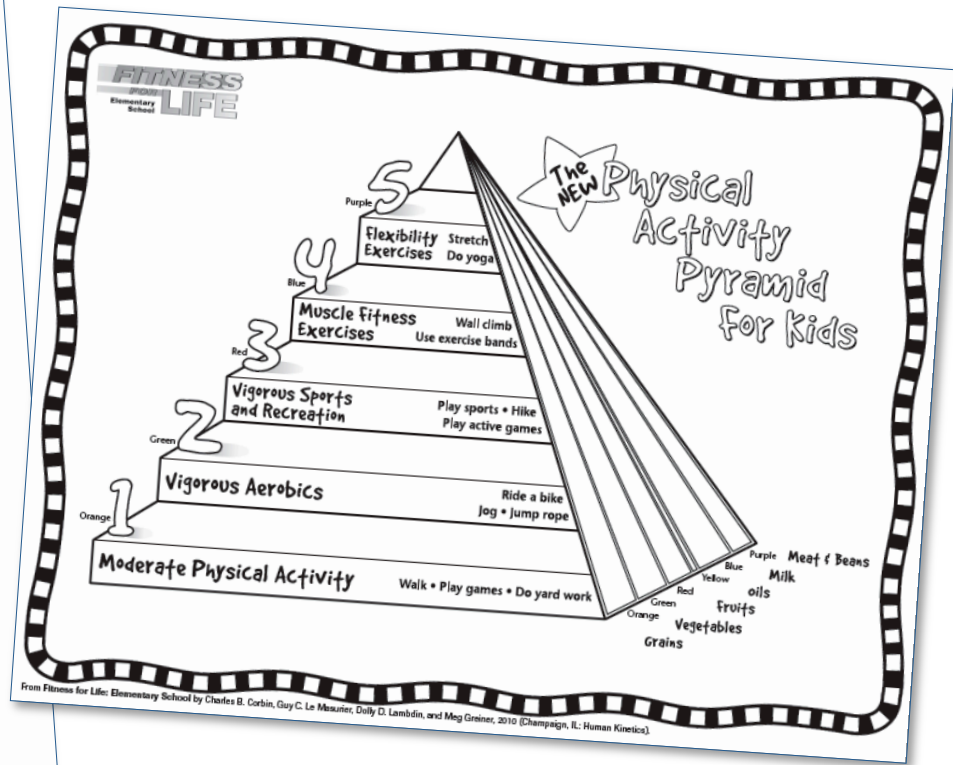 FITNESS
FOR
LIFE
Elementary
School
The
NEW
Physical
Activity
Pyramid
for Kids
5
Purple
Flexibility Stretch
Exercises Do yoga
4
Blue
Muscle Fitness Wall climb
Exercises Use exercise bands
3
Red
Vigorous Sports Play sports • Hike
and Recreation Play active games
2
Green
Vigorous Aerobics Ride a bike
Jog • Jump rope
1
Orange
Moderate Physical Activity Walk • Play games • Do yard work
Purple Meat & Beans
Blue Milk
Yellow oils
Red Fruits
Green Vegetables
Orange Grains
From Fitness for Life: Elementary School by Charles B. Corbin, Guy C. Le Masurier, Dolly D. Lambdin, and Meg Greiner, 2010 (Champaign, IL: Human Kinetics).